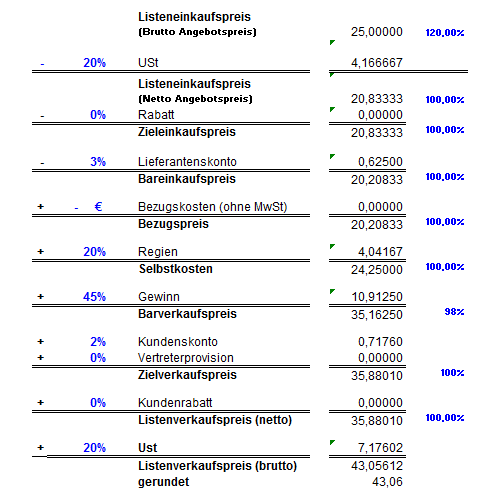 Listeneinkaufspreis
(Brutto Angebotspreis) 25,00000 120,00%
- 20% USt 4,166667
Listeneinkaufspreis
(Netto Angebotspreis) 20,83333 100,00%
- 0% Rabatt 0,00000
Zieleinkaufspreis 20,83333 100,00%
- 3% Lieferantenskonto 0,62500
Bareinkaufspreis 20,20833 100,00%
+ - € Bezugskosten (ohne MwSt) 0,00000
Bezugspreis 20,20833 100,00%
+ 20% Regien 4,04167
Selbstkosten 24,25000 100,00%
+ 45% Gewinn 10,91250
Barverkaufspreis 35,16250 98%
+ 2% Kundenskonto 0,71760
+ 0% Vertreterprovision 0,00000
Zielverkaufspreis 35,88010 100%
+ 0% Kundenrabatt 0,00000
Listenverkaufspreis (netto) 35,88010 100,00%
+ 20% Ust 7,17602
Listenverkaufspreis (brutto) 43,05612
gerundet 43,06